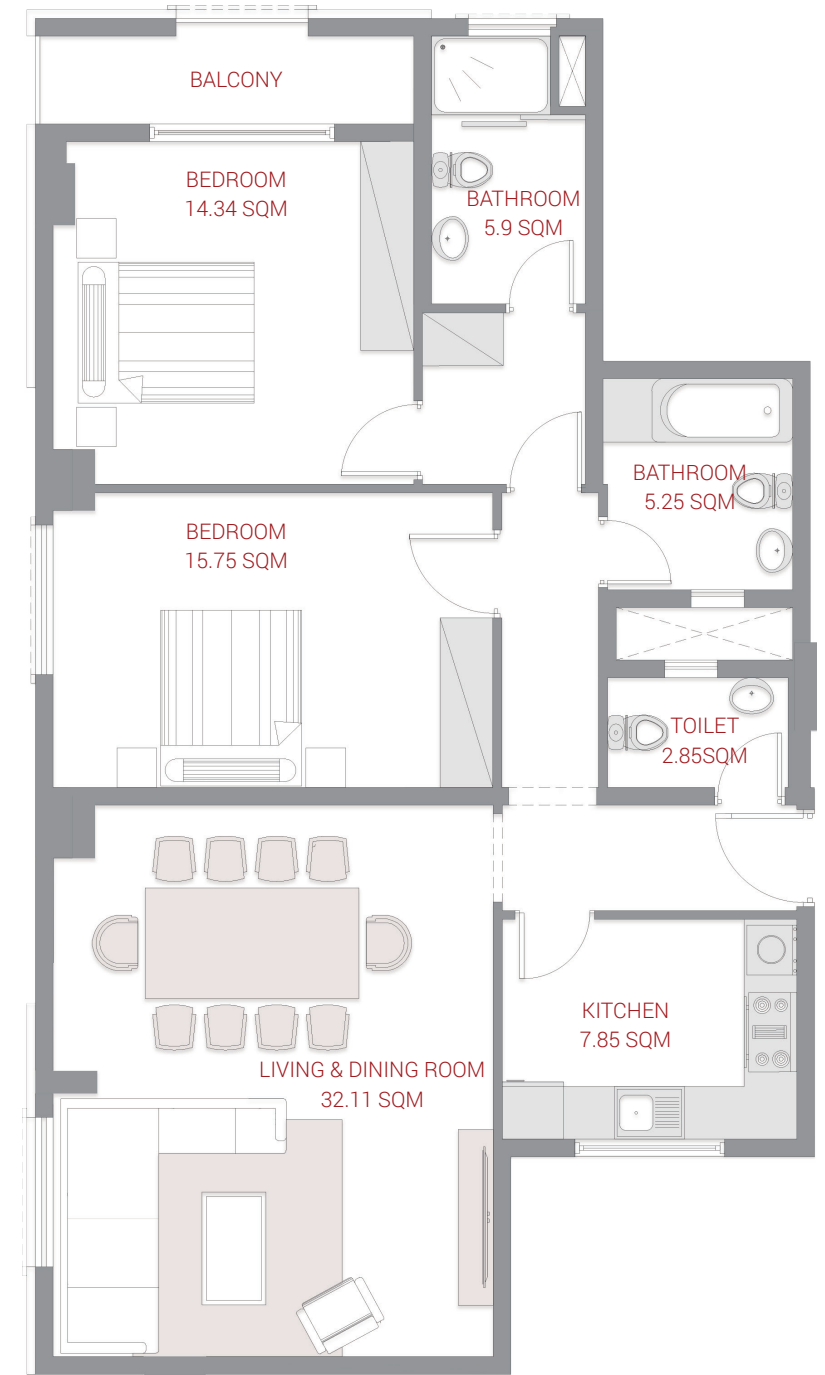 BALCONY
BEDROOM
14.34 SQM
BATHROOM
5.9 SQM
BATHROOM
5.25 SQM
BEDROOM
15.75 SQM
TOILET
2.85SQM
KITCHEN
7.85 SQM
LIVING & DINING ROOM
32.11 SQM